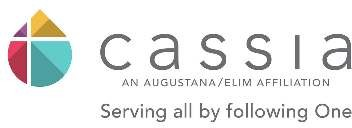 cassia
AN AUGUSTANA/ELIM AFFILIATION
Serving all by following One